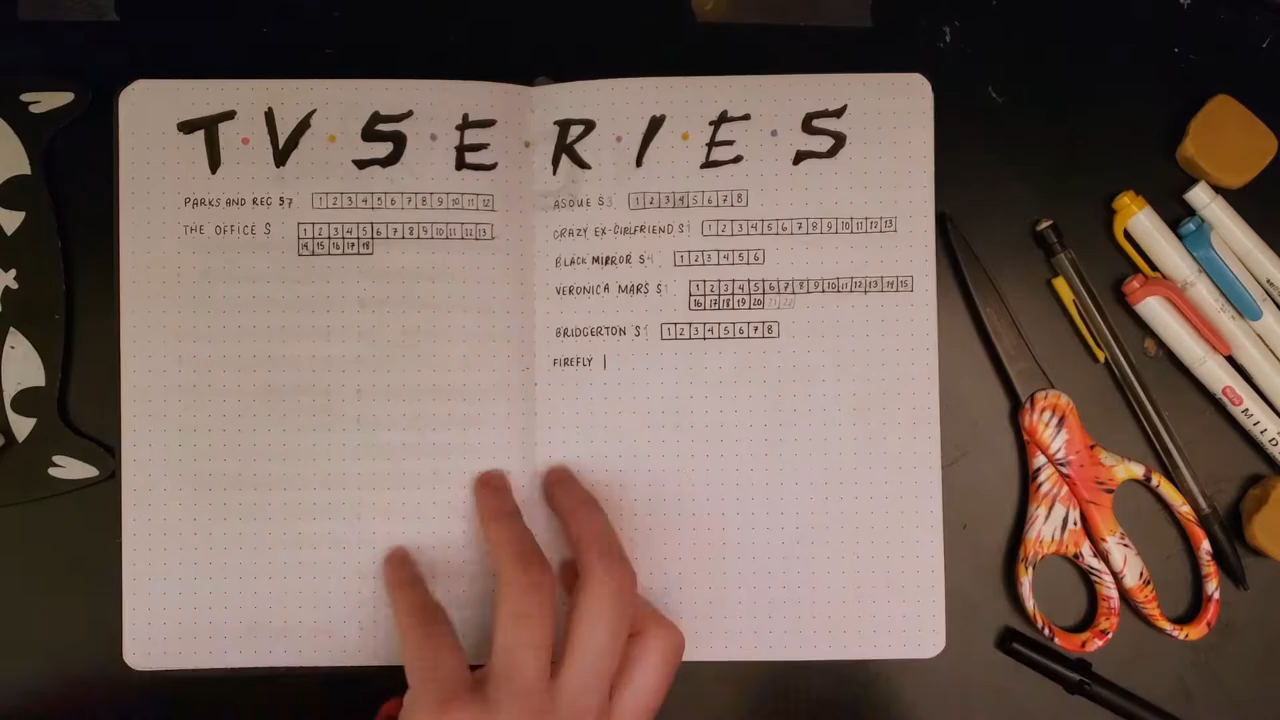 TV SERIES
PARKS AND REC S7 1 2 3 4 5 6 7 8 9 10 11 12
THE OFFICE S 1 2 3 4 5 6 7 8 9 10 11 12 13
14 15 16 17 18
ASOUE S3 1 2 3 4 5 6 7 8
CRAZY EX-GIRLFRIEND S1 1 2 3 4 5 6 7 8 9 10 11 12 13
BLACK MIRROR S4 1 2 3 4 5 6
VERONICA MARS S1 1 2 3 4 5 6 7 8 9 10 11 12 13 14 15
16 17 18 19 20 21 22
BRIDGERTON S1 1 2 3 4 5 6 7 8
FIREFLY
MILD